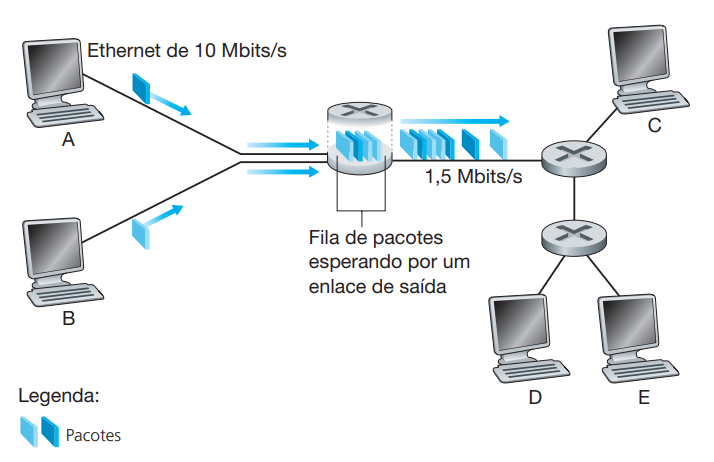 Ethernet de 10 Mbits/s
A
C
1,5 Mbits/s
Fila de pacotes
esperando por um
enlace de saída
B
D
E
Legenda:
Pacotes